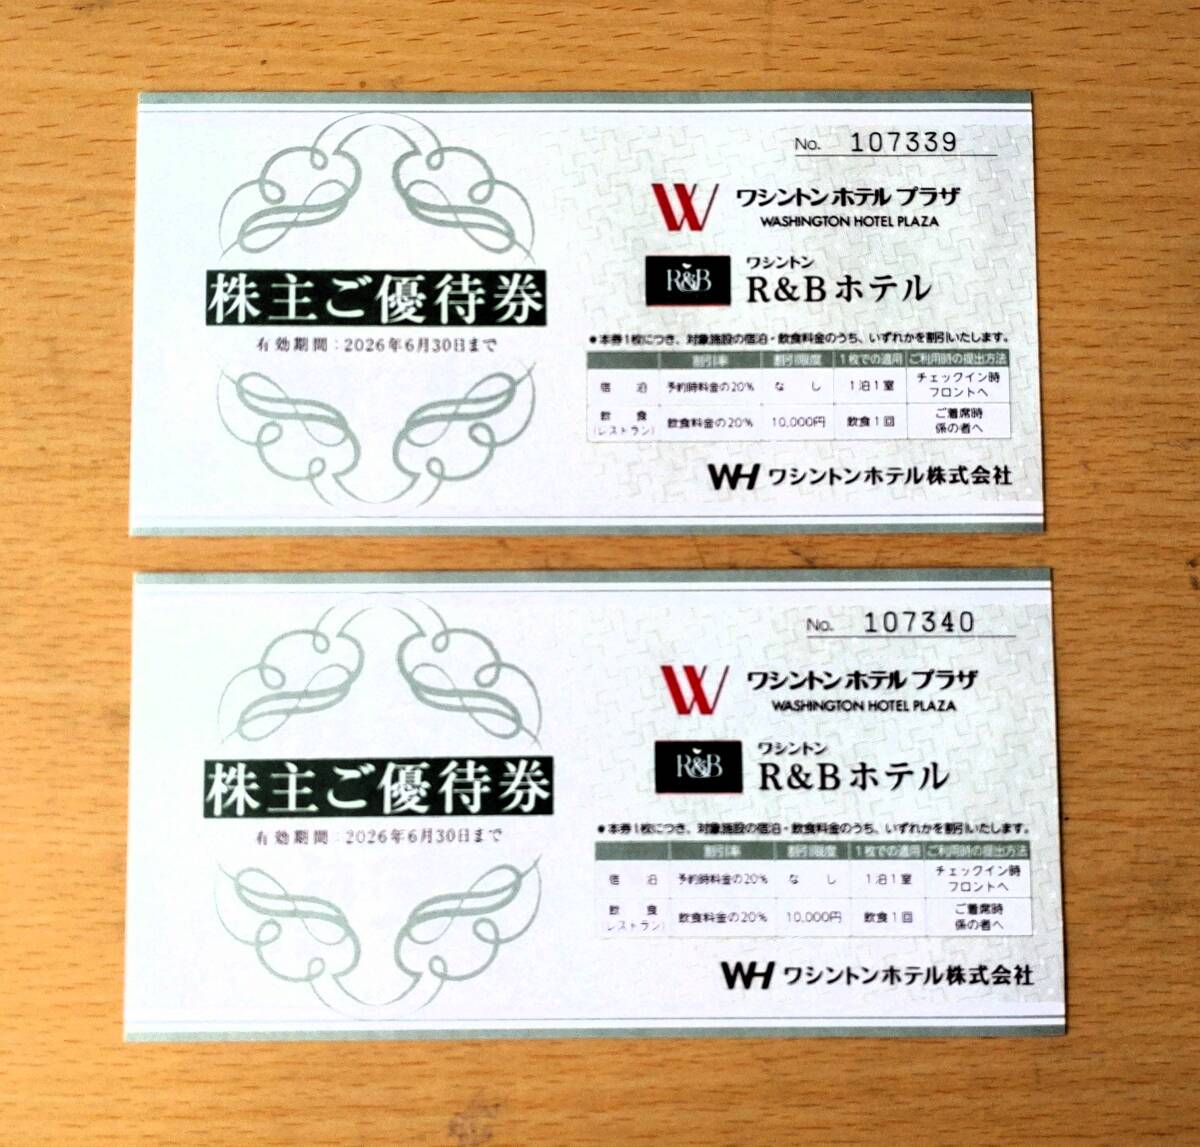 No. 107339
W ワシントンホテル プラザ
WASHINGTON HOTEL PLAZA
R&B ワシントン
R&Bホテル
株主ご優待券
有効期間：2026年6月30日まで
●本券1枚につき、対象施設の宿泊・飲食料金のうち、いずれかを割引いたします。
割引率 割引限度 1枚での適用 ご利用時の提出方法
宿泊 予約時料金の20% なし 1泊1室 チェックイン時
フロントへ
飲食 飲食料金の20% 10,000円 飲食1回 ご着席時
(レストラン) 係の者へ
WH ワシントンホテル株式会社
No. 107340
W ワシントンホテル プラザ
WASHINGTON HOTEL PLAZA
R&B ワシントン
R&Bホテル
株主ご優待券
有効期間：2026年6月30日まで
●本券1枚につき、対象施設の宿泊・飲食料金のうち、いずれかを割引いたします。
割引率 割引限度 1枚での適用 ご利用時の提出方法
宿泊 予約時料金の20% なし 1泊1室 チェックイン時
フロントへ
飲食 飲食料金の20% 10,000円 飲食1回 ご着席時
(レストラン) 係の者へ
WH ワシントンホテル株式会社